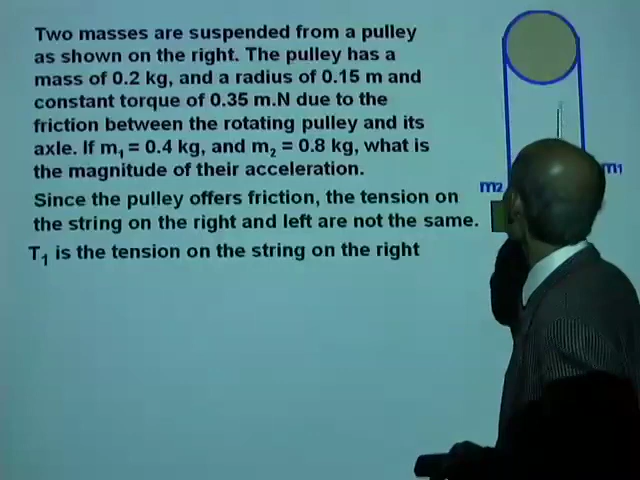 Two masses are suspended from a pulley
as shown on the right. The pulley has a
mass of 0.2 kg, and a radius of 0.15 m and
constant torque of 0.35 m.N due to the
friction between the rotating pulley and its
axle. If m₁ = 0.4 kg, and m₂ = 0.8 kg, what is
the magnitude of their acceleration.
Since the pulley offers friction, the tension on
the string on the right and left are not the same.
T₁ is the tension on the string on the right
m2
m1